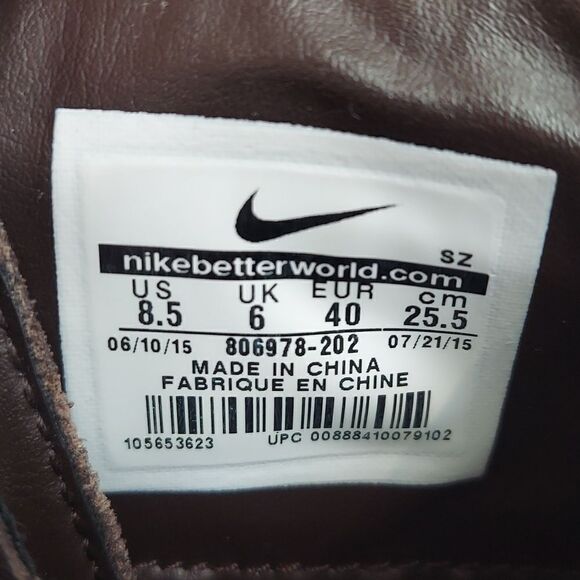 SZ
nikebetterworld.com
US UK EUR cm
8.5 6 40 25.5
06/10/15 806978-202 07/21/15
MADE IN CHINA
FABRIQUE EN CHINE
105653623 UPC 00888410079102